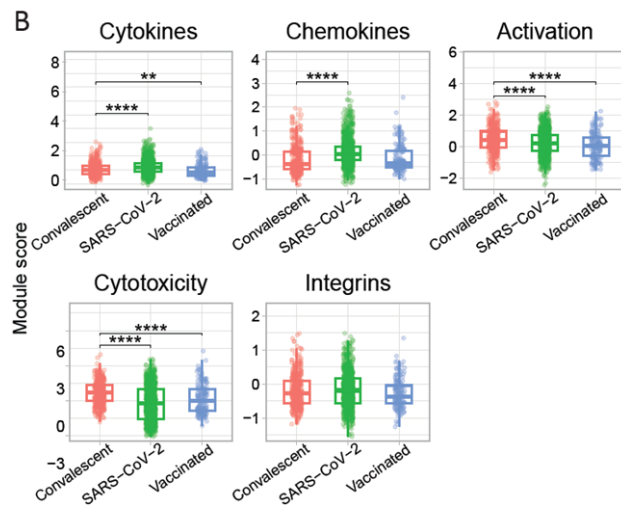 B
Cytokines
8
6
4
2
0
**
****
Convalescent
SARS-CoV-2
Vaccinated
Chemokines
4
3
2
1
0
−1
****
Convalescent
SARS-CoV-2
Vaccinated
Activation
6
4
2
0
−2
****
****
Convalescent
SARS-CoV-2
Vaccinated
Module score
Cytotoxicity
6
3
0
−3
****
****
Convalescent
SARS-CoV-2
Vaccinated
Integrins
2
1
0
−1
Convalescent
SARS-CoV-2
Vaccinated